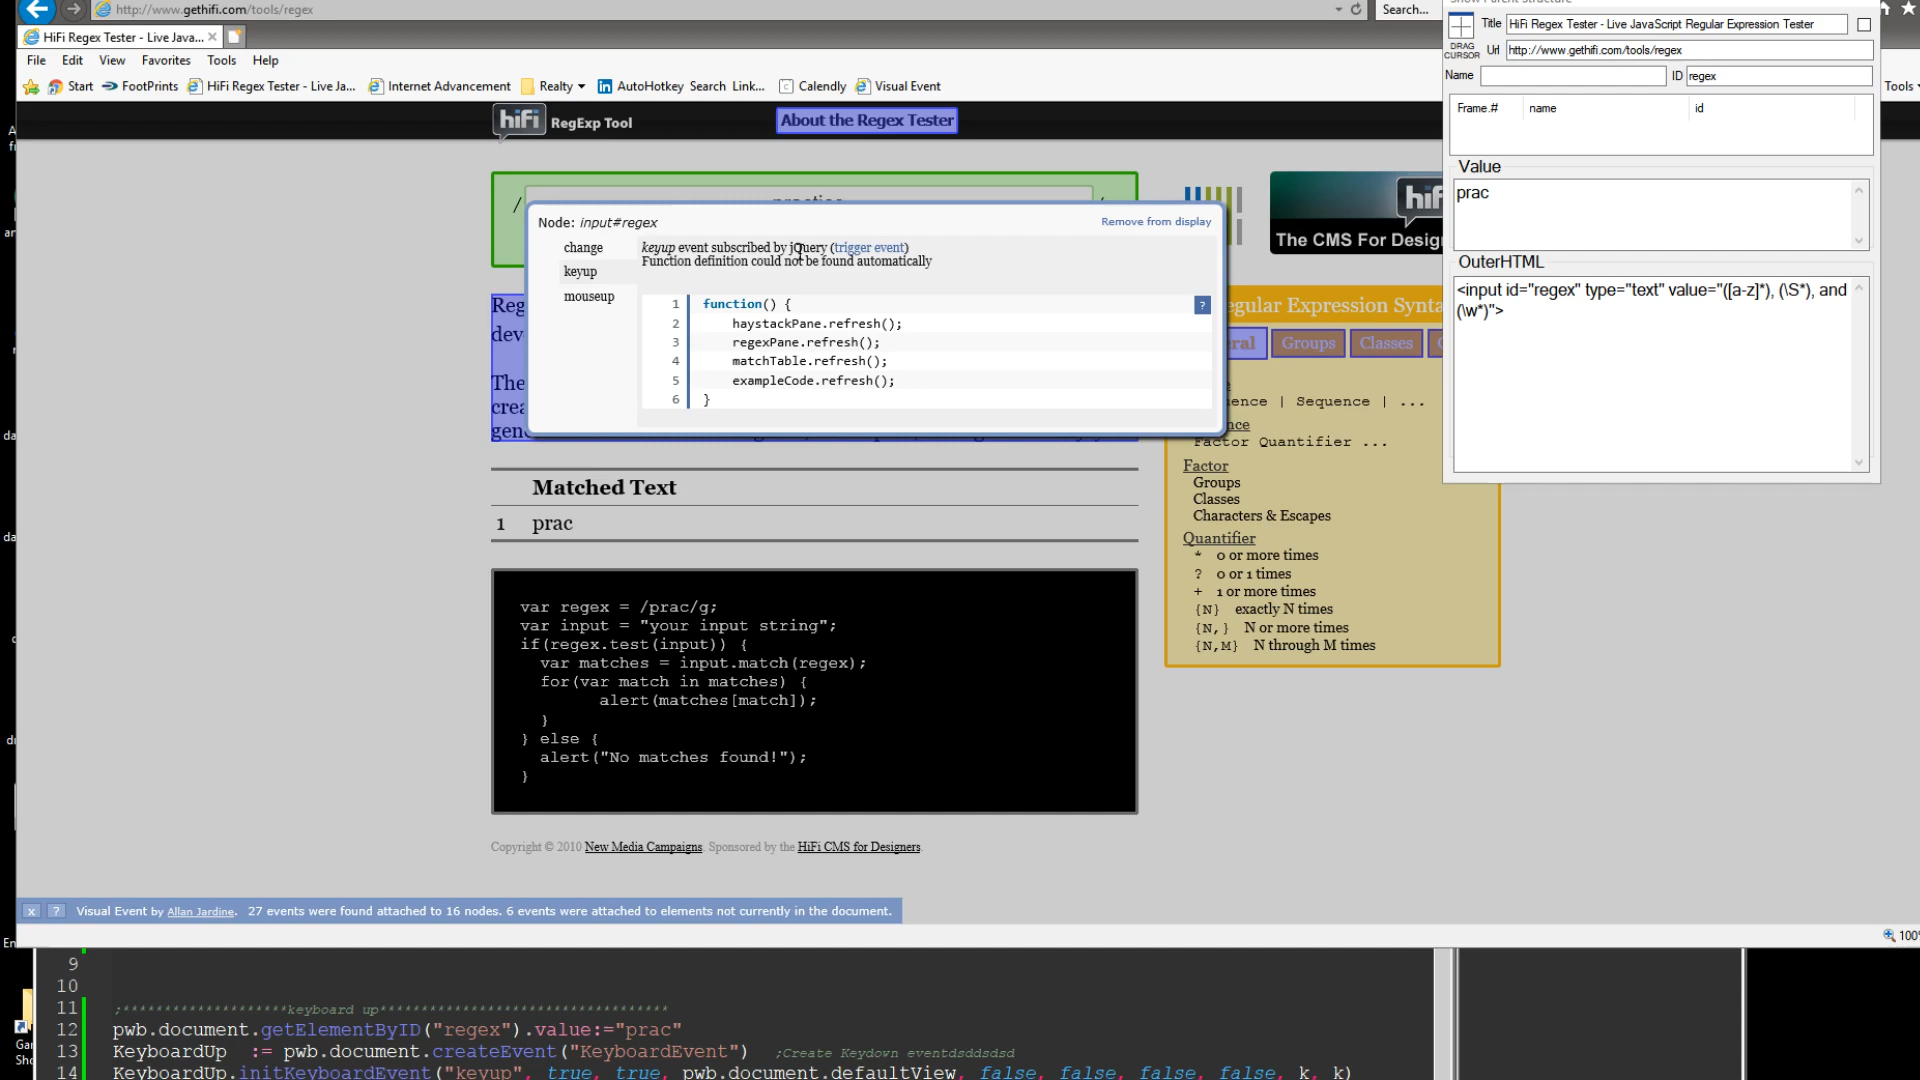 http://www.gethifi.com/tools/regex
Search...
HiFi Regex Tester - Live Java...
File Edit View Favorites Tools Help
Start FootPrints HiFi Regex Tester - Live Ja... Internet Advancement Realty AutoHotkey Search Link... Calendly Visual Event
Tools
hifi RegExp Tool
About the Regex Tester
/ /
hifi
The CMS For Desig
Node: input#regex
Remove from display
change
keyup
mouseup
keyup event subscribed by jQuery (trigger event)
Function definition could not be found automatically
?
1 function() {
2 haystackPane.refresh();
3 regexPane.refresh();
4 matchTable.refresh();
5 exampleCode.refresh();
6 }
Reg
dev
The
crea
gen
egular Expression Synta
ral Groups Classes
ence | Sequence | ...
nce
Factor Quantifier ...
Factor
Groups
Classes
Characters & Escapes
Quantifier
* 0 or more times
? 0 or 1 times
+ 1 or more times
{N} exactly N times
{N,} N or more times
{N,M} N through M times
Matched Text
1 prac
var regex = /prac/g;
var input = "your input string";
if(regex.test(input)) {
var matches = input.match(regex);
for(var match in matches) {
alert(matches[match]);
}
} else {
alert("No matches found!");
}
Copyright © 2010 New Media Campaigns. Sponsored by the HiFi CMS for Designers.
x ? Visual Event by Allan Jardine. 27 events were found attached to 16 nodes. 6 events were attached to elements not currently in the document.
100%
Title HiFi Regex Tester - Live JavaScript Regular Expression Tester
DRAG
CURSOR
Url http://www.gethifi.com/tools/regex
Name ID regex
Frame.# name id
Value
prac
OuterHTML
<input id="regex" type="text" value="([a-z]*), (\S*), and
(\w*)">
9
10
11 ;********************keyboard up**********************************
12 pwb.document.getElementByID("regex").value:="prac"
13 KeyboardUp := pwb.document.createEvent("KeyboardEvent") ;Create Keydown eventdsddsdsd
14 KeyboardUp.initKeyboardEvent("keyup", true, true, pwb.document.defaultView, false, false, false, false, k, k)